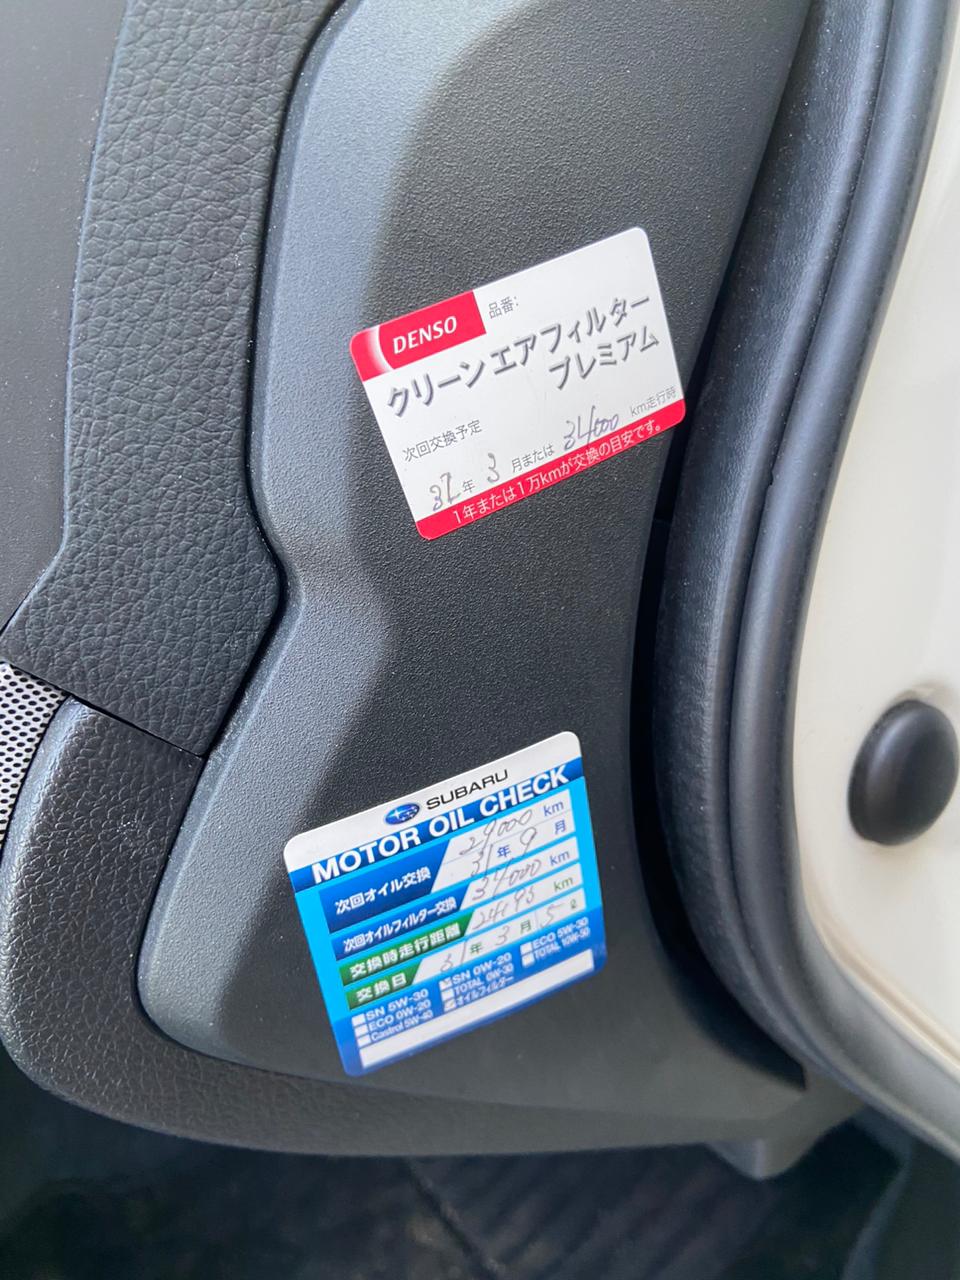 DENSO 品番:
クリーンエアフィルター
プレミアム
次回交換予定
32年 3月または 34000 km走行時
1年または1万kmが交換の目安です。
SUBARU
MOTOR OIL CHECK
次回オイル交換 29000 km
31年 9月
次回オイルフィルター交換 34000 km
交換時走行距離 24193 km
交換日 31年 3月 5日
SN 5W-30 SN 0W-20 ECO 5W-30
ECO 0W-20 TOTAL 0W-30 TOTAL 10W-50
Castrol 5W-40 オイルフィルター